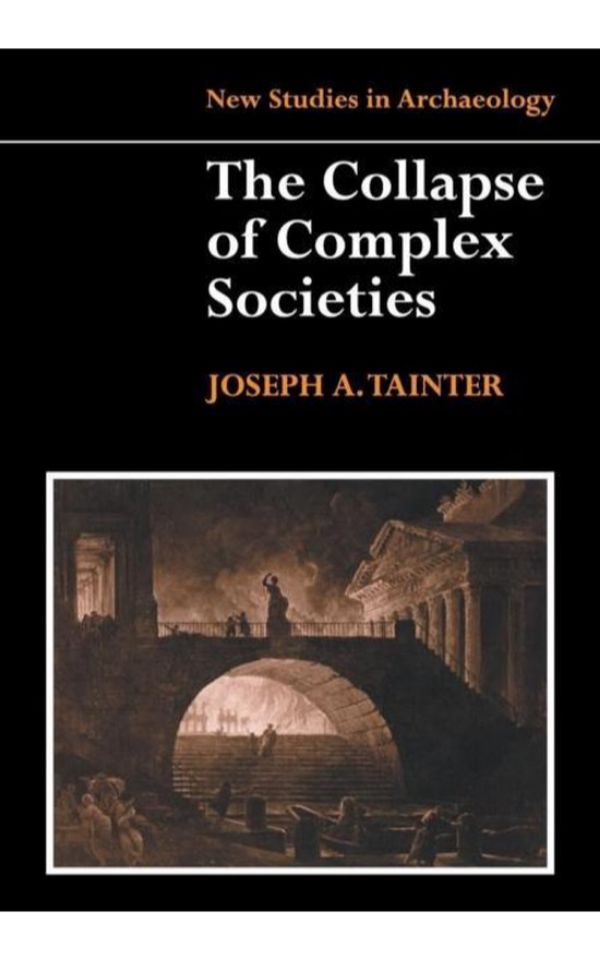 New Studies in Archaeology
The Collapse
of Complex
Societies
JOSEPH A. TAINTER